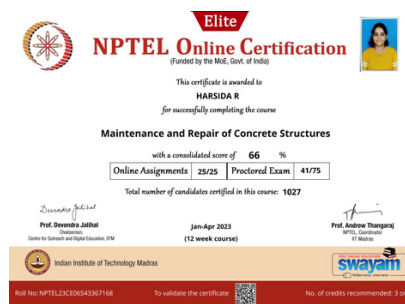 Elite
NPTEL Online Certification
(Funded by the MoE, Govt. of India)
This certificate is awarded to
HARSIDA R
for successfully completing the course
Maintenance and Repair of Concrete Structures
with a consolidated score of 66 %
Online Assignments 25/25 Proctored Exam 41/75
Total number of candidates certified in this course: 1027
Devendra Jalihal
Prof. Devendra Jalihal
Chairperson,
Centre for Outreach and Digital Education, IITM
Jan-Apr 2023
(12 week course)
Prof. Andrew Thangaraj
NPTEL, Coordinator
IIT Madras
Indian Institute of Technology Madras
swayam
Roll No: NPTEL23CE06S43367168 To validate the certificate No. of credits recommended: 3 or